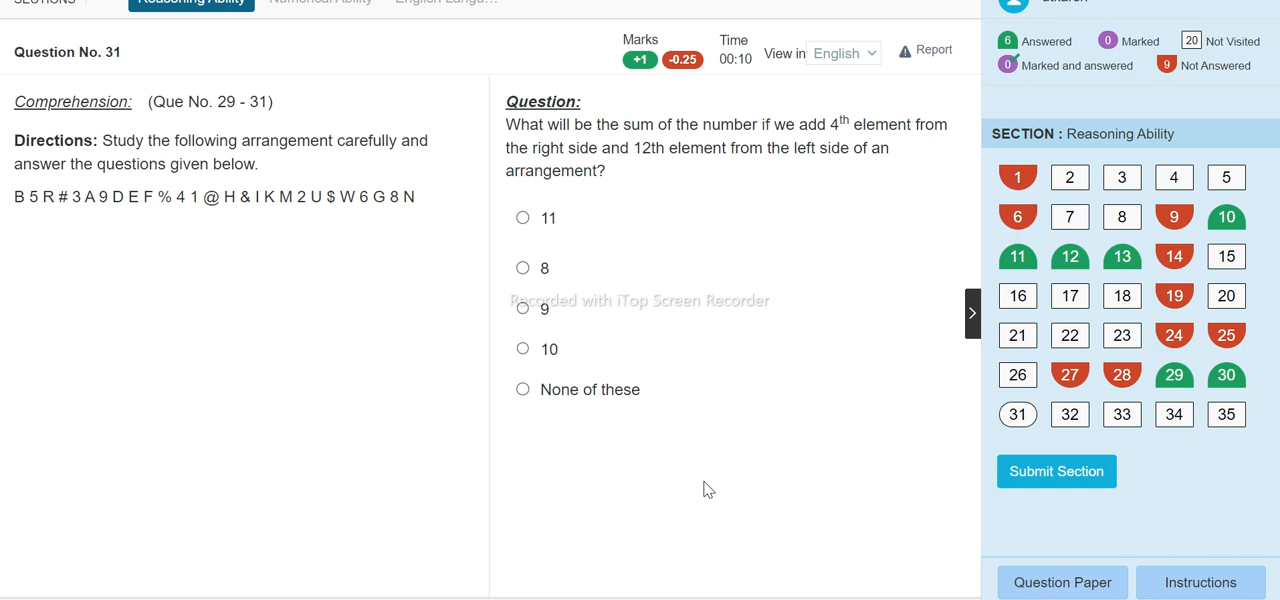 SECTIONS
Reasoning Ability
Numerical Ability
English Langu...
Question No. 31
Marks
+1 -0.25
Time
00:10
View in English
Report
Comprehension: (Que No. 29 - 31)
Directions: Study the following arrangement carefully and
answer the questions given below.
B 5 R # 3 A 9 D E F % 4 1 @ H & I K M 2 U $ W 6 G 8 N
Question:
What will be the sum of the number if we add 4th element from
the right side and 12th element from the left side of an
arrangement?
11
8
Recorded with iTop Screen Recorder
9
10
None of these
6 Answered
0 Marked
20 Not Visited
0 Marked and answered
9 Not Answered
SECTION : Reasoning Ability
1 2 3 4 5
6 7 8 9 10
11 12 13 14 15
16 17 18 19 20
21 22 23 24 25
26 27 28 29 30
31 32 33 34 35
Submit Section
Question Paper
Instructions